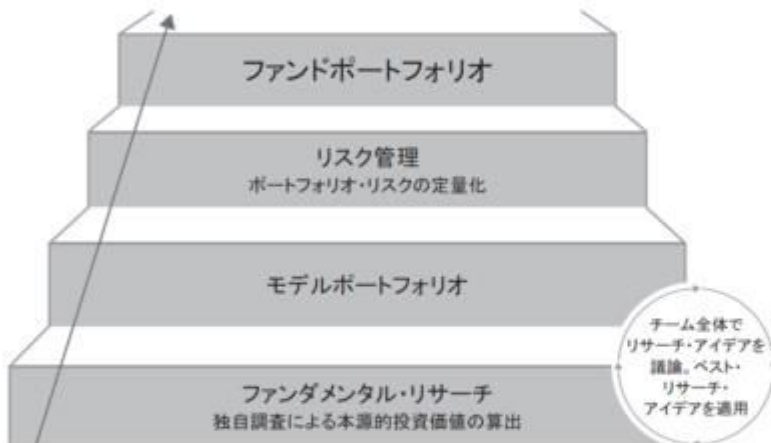 ファンドポートフォリオ
リスク管理
ポートフォリオ・リスクの定量化
モデルポートフォリオ
ファンダメンタル・リサーチ
独自調査による本源的投資価値の算出
チーム全体で
リサーチ・アイデアを
議論。ベスト・
リサーチ・
アイデアを適用